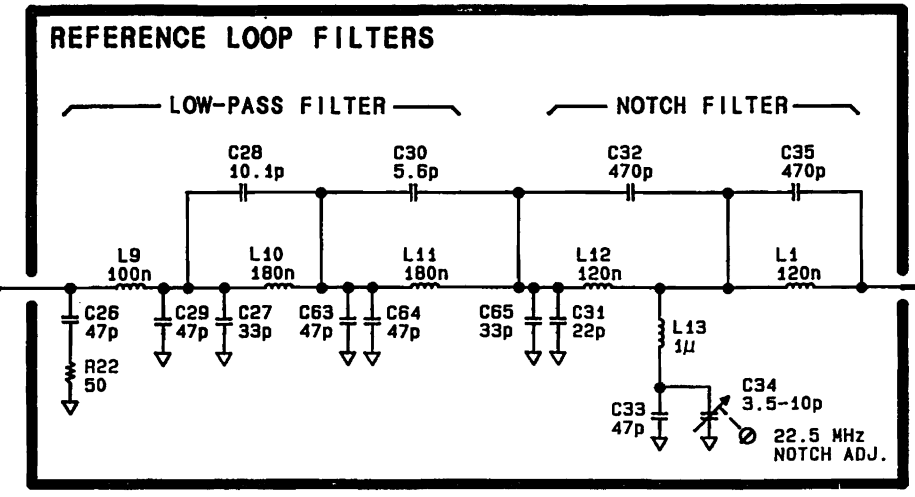 REFERENCE LOOP FILTERS
LOW-PASS FILTER
NOTCH FILTER
C28
10.1p
C30
5.6p
C32
470p
C35
470p
L9
100n
L10
180n
L11
180n
L12
120n
L1
120n
C26
47p
C29
47p
C27
33p
C63
47p
C64
47p
C65
33p
C31
22p
L13
1μ
R22
50
C33
47p
C34
3.5-10p
22.5 MHz
NOTCH ADJ.